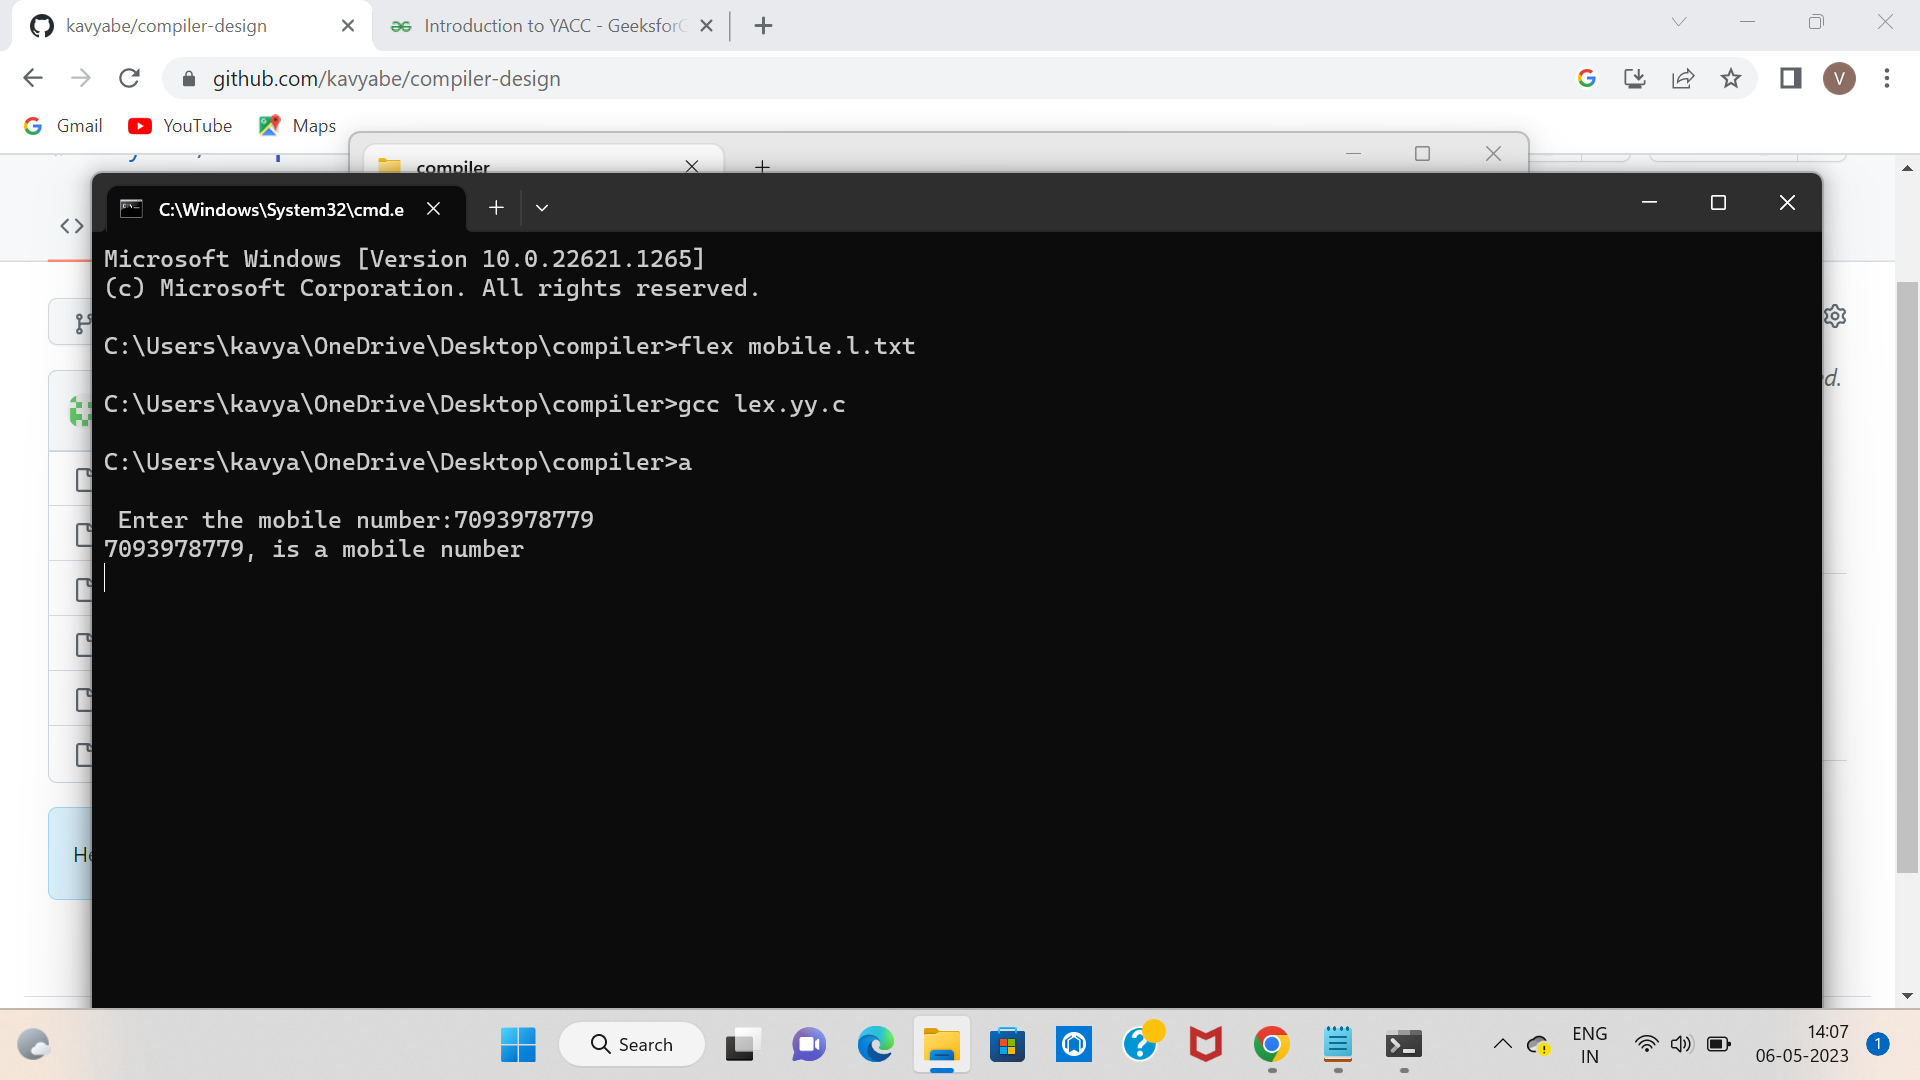 kavyabe/compiler-design
Introduction to YACC - Geeksfor
github.com/kavyabe/compiler-design
Gmail YouTube Maps
compiler
C:\Windows\System32\cmd.e
Microsoft Windows [Version 10.0.22621.1265]
(c) Microsoft Corporation. All rights reserved.
C:\Users\kavya\OneDrive\Desktop\compiler>flex mobile.l.txt
C:\Users\kavya\OneDrive\Desktop\compiler>gcc lex.yy.c
C:\Users\kavya\OneDrive\Desktop\compiler>a
Enter the mobile number:7093978779
7093978779, is a mobile number
ed.
He
Search
ENG
IN
14:07
06-05-2023
1
V